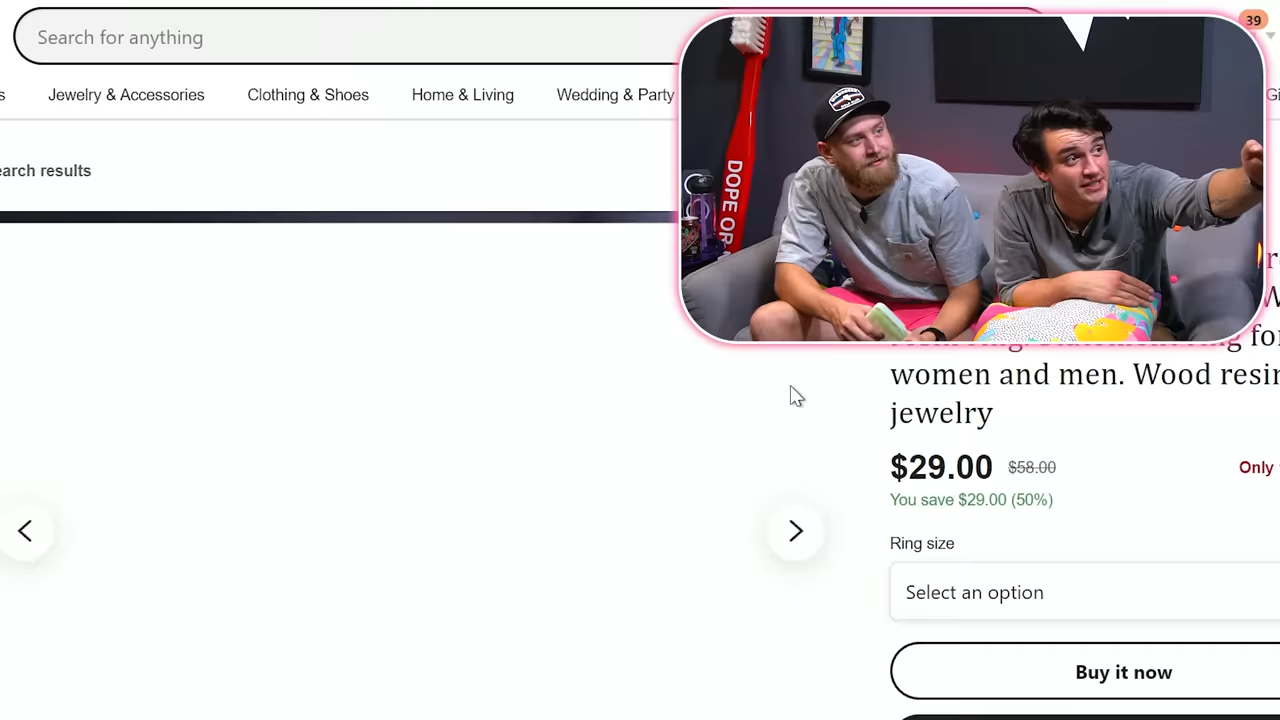 Search for anything
39
Jewelry & Accessories
Clothing & Shoes
Home & Living
Wedding & Party
earch results
DOPE OR
women and men. Wood resin
jewelry
$29.00
$58.00
Only
You save $29.00 (50%)
Ring size
Select an option
Buy it now